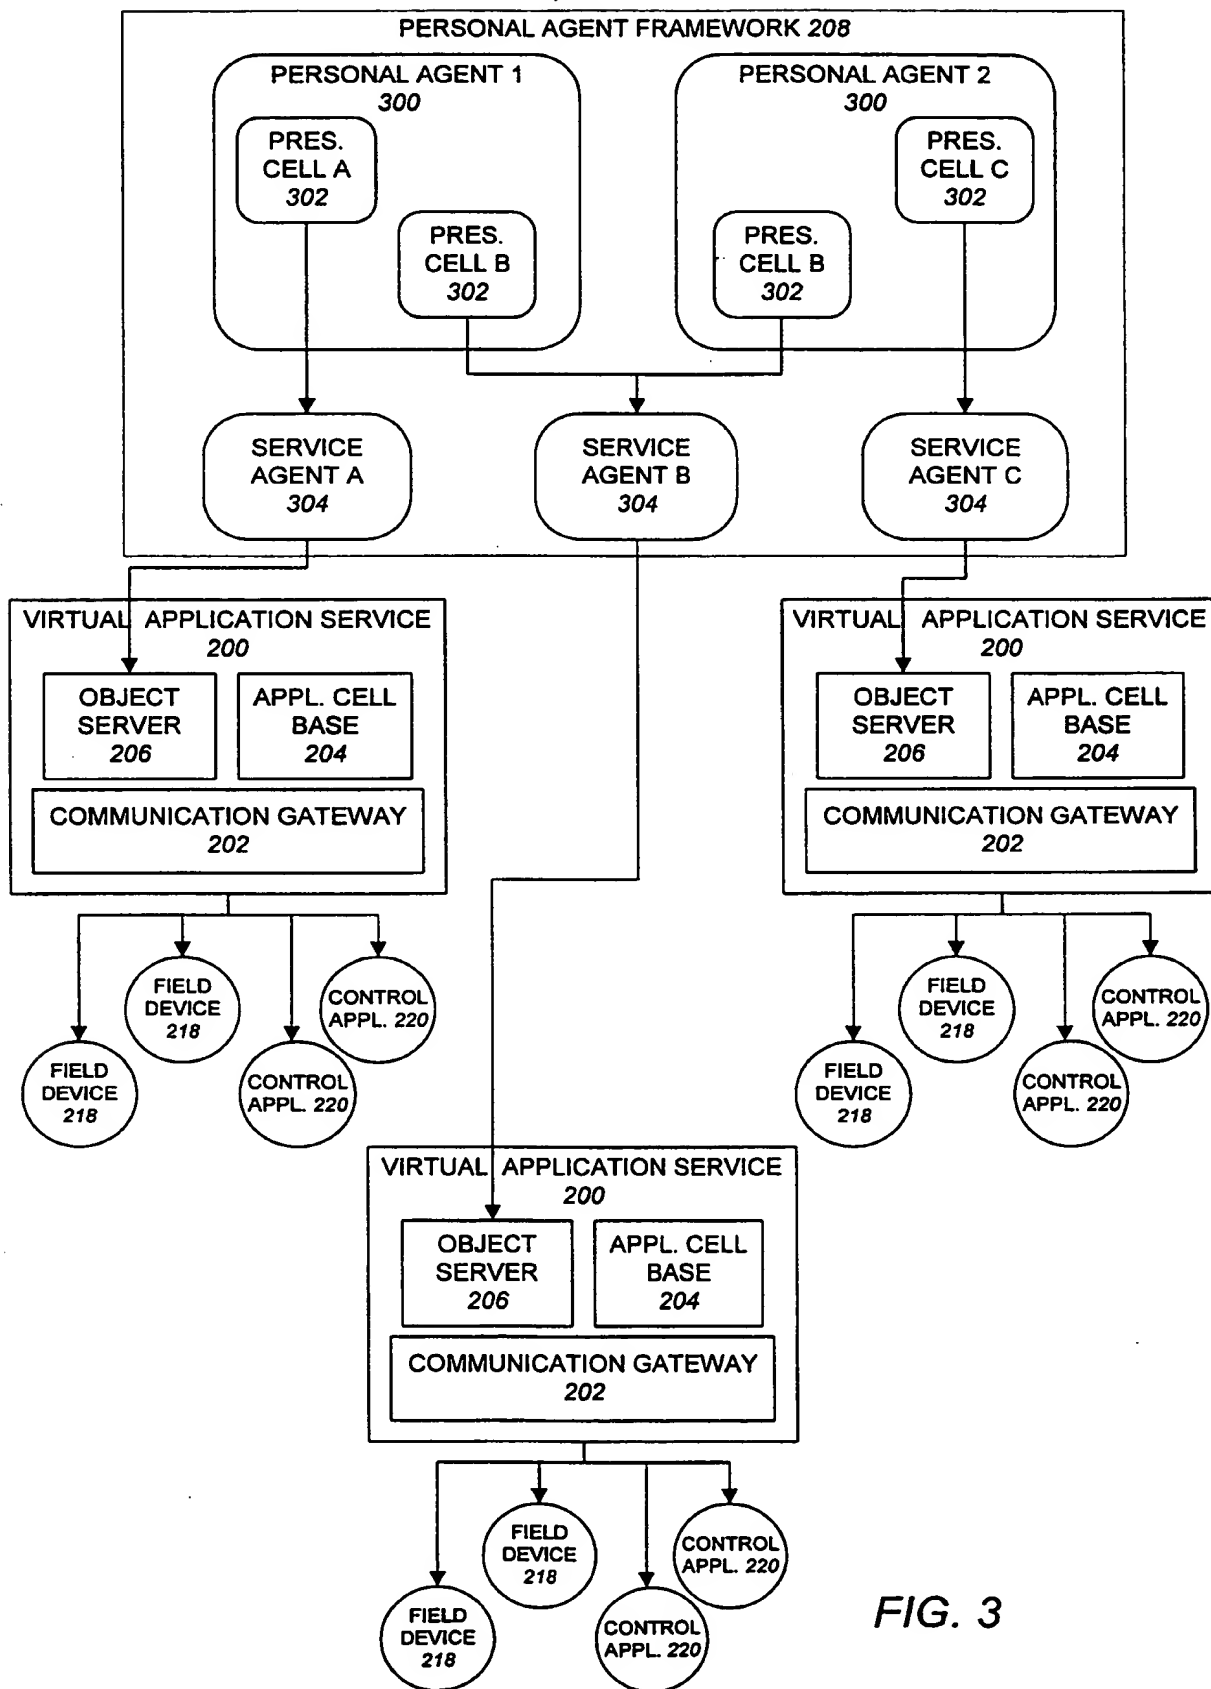 PERSONAL AGENT FRAMEWORK 208
PERSONAL AGENT 1
300
PRES.
CELL A
302
PRES.
CELL B
302
PERSONAL AGENT 2
300
PRES.
CELL C
302
PRES.
CELL B
302
SERVICE
AGENT A
304
SERVICE
AGENT B
304
SERVICE
AGENT C
304
VIRTUAL APPLICATION SERVICE
200
OBJECT
SERVER
206
APPL. CELL
BASE
204
COMMUNICATION GATEWAY
202
FIELD
DEVICE
218
FIELD
DEVICE
218
CONTROL
APPL. 220
CONTROL
APPL. 220
VIRTUAL APPLICATION SERVICE
200
OBJECT
SERVER
206
APPL. CELL
BASE
204
COMMUNICATION GATEWAY
202
FIELD
DEVICE
218
FIELD
DEVICE
218
CONTROL
APPL. 220
CONTROL
APPL. 220
VIRTUAL APPLICATION SERVICE
200
OBJECT
SERVER
206
APPL. CELL
BASE
204
COMMUNICATION GATEWAY
202
FIELD
DEVICE
218
FIELD
DEVICE
218
CONTROL
APPL. 220
CONTROL
APPL. 220
FIG. 3